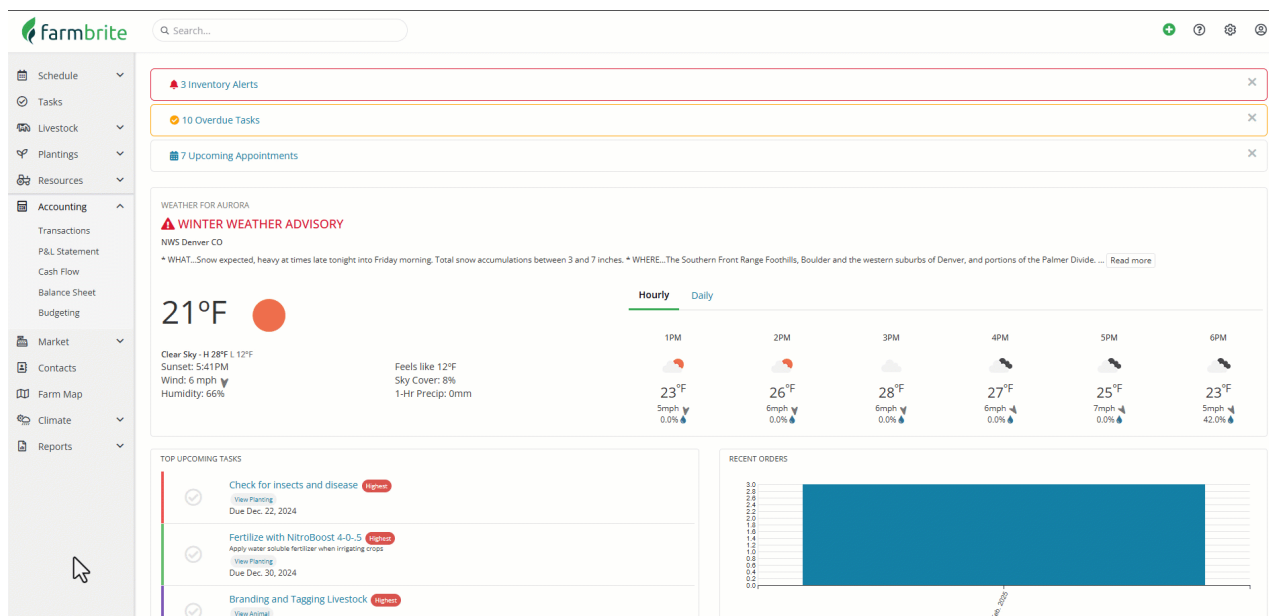 farmbrite
Search...
Schedule
Tasks
Livestock
Plantings
Resources
Accounting
Transactions
P&L Statement
Cash Flow
Balance Sheet
Budgeting
Market
Contacts
Farm Map
Climate
Reports
3 Inventory Alerts
10 Overdue Tasks
7 Upcoming Appointments
WEATHER FOR AURORA
WINTER WEATHER ADVISORY
NWS Denver CO
* WHAT...Snow expected, heavy at times late tonight into Friday morning. Total snow accumulations between 3 and 7 inches. * WHERE...The Southern Front Range Foothills, Boulder and the western suburbs of Denver, and portions of the Palmer Divide. ... Read more
21°F
Clear Sky - H 28°F L 12°F
Sunset: 5:41PM
Wind: 6 mph
Humidity: 66%
Feels like 12°F
Sky Cover: 8%
1-Hr Precip: 0mm
Hourly Daily
1PM 2PM 3PM 4PM 5PM 6PM
23°F 26°F 28°F 27°F 25°F 23°F
5mph 6mph 6mph 6mph 7mph 5mph
0.0% 0.0% 0.0% 0.0% 0.0% 42.0%
TOP UPCOMING TASKS
Check for insects and disease Highest
View Planting
Due Dec. 22, 2024
Fertilize with NitroBoost 4-0-.5 Highest
Apply water soluble fertilizer when irrigating crops
View Planting
Due Dec. 30, 2024
Branding and Tagging Livestock Highest
View Animal
RECENT ORDERS
3.0
2.8
2.6
2.4
2.2
2.0
1.8
1.6
1.4
1.2
1.0
0.8
0.6
0.4
0.2
0.0
Feb, 2025